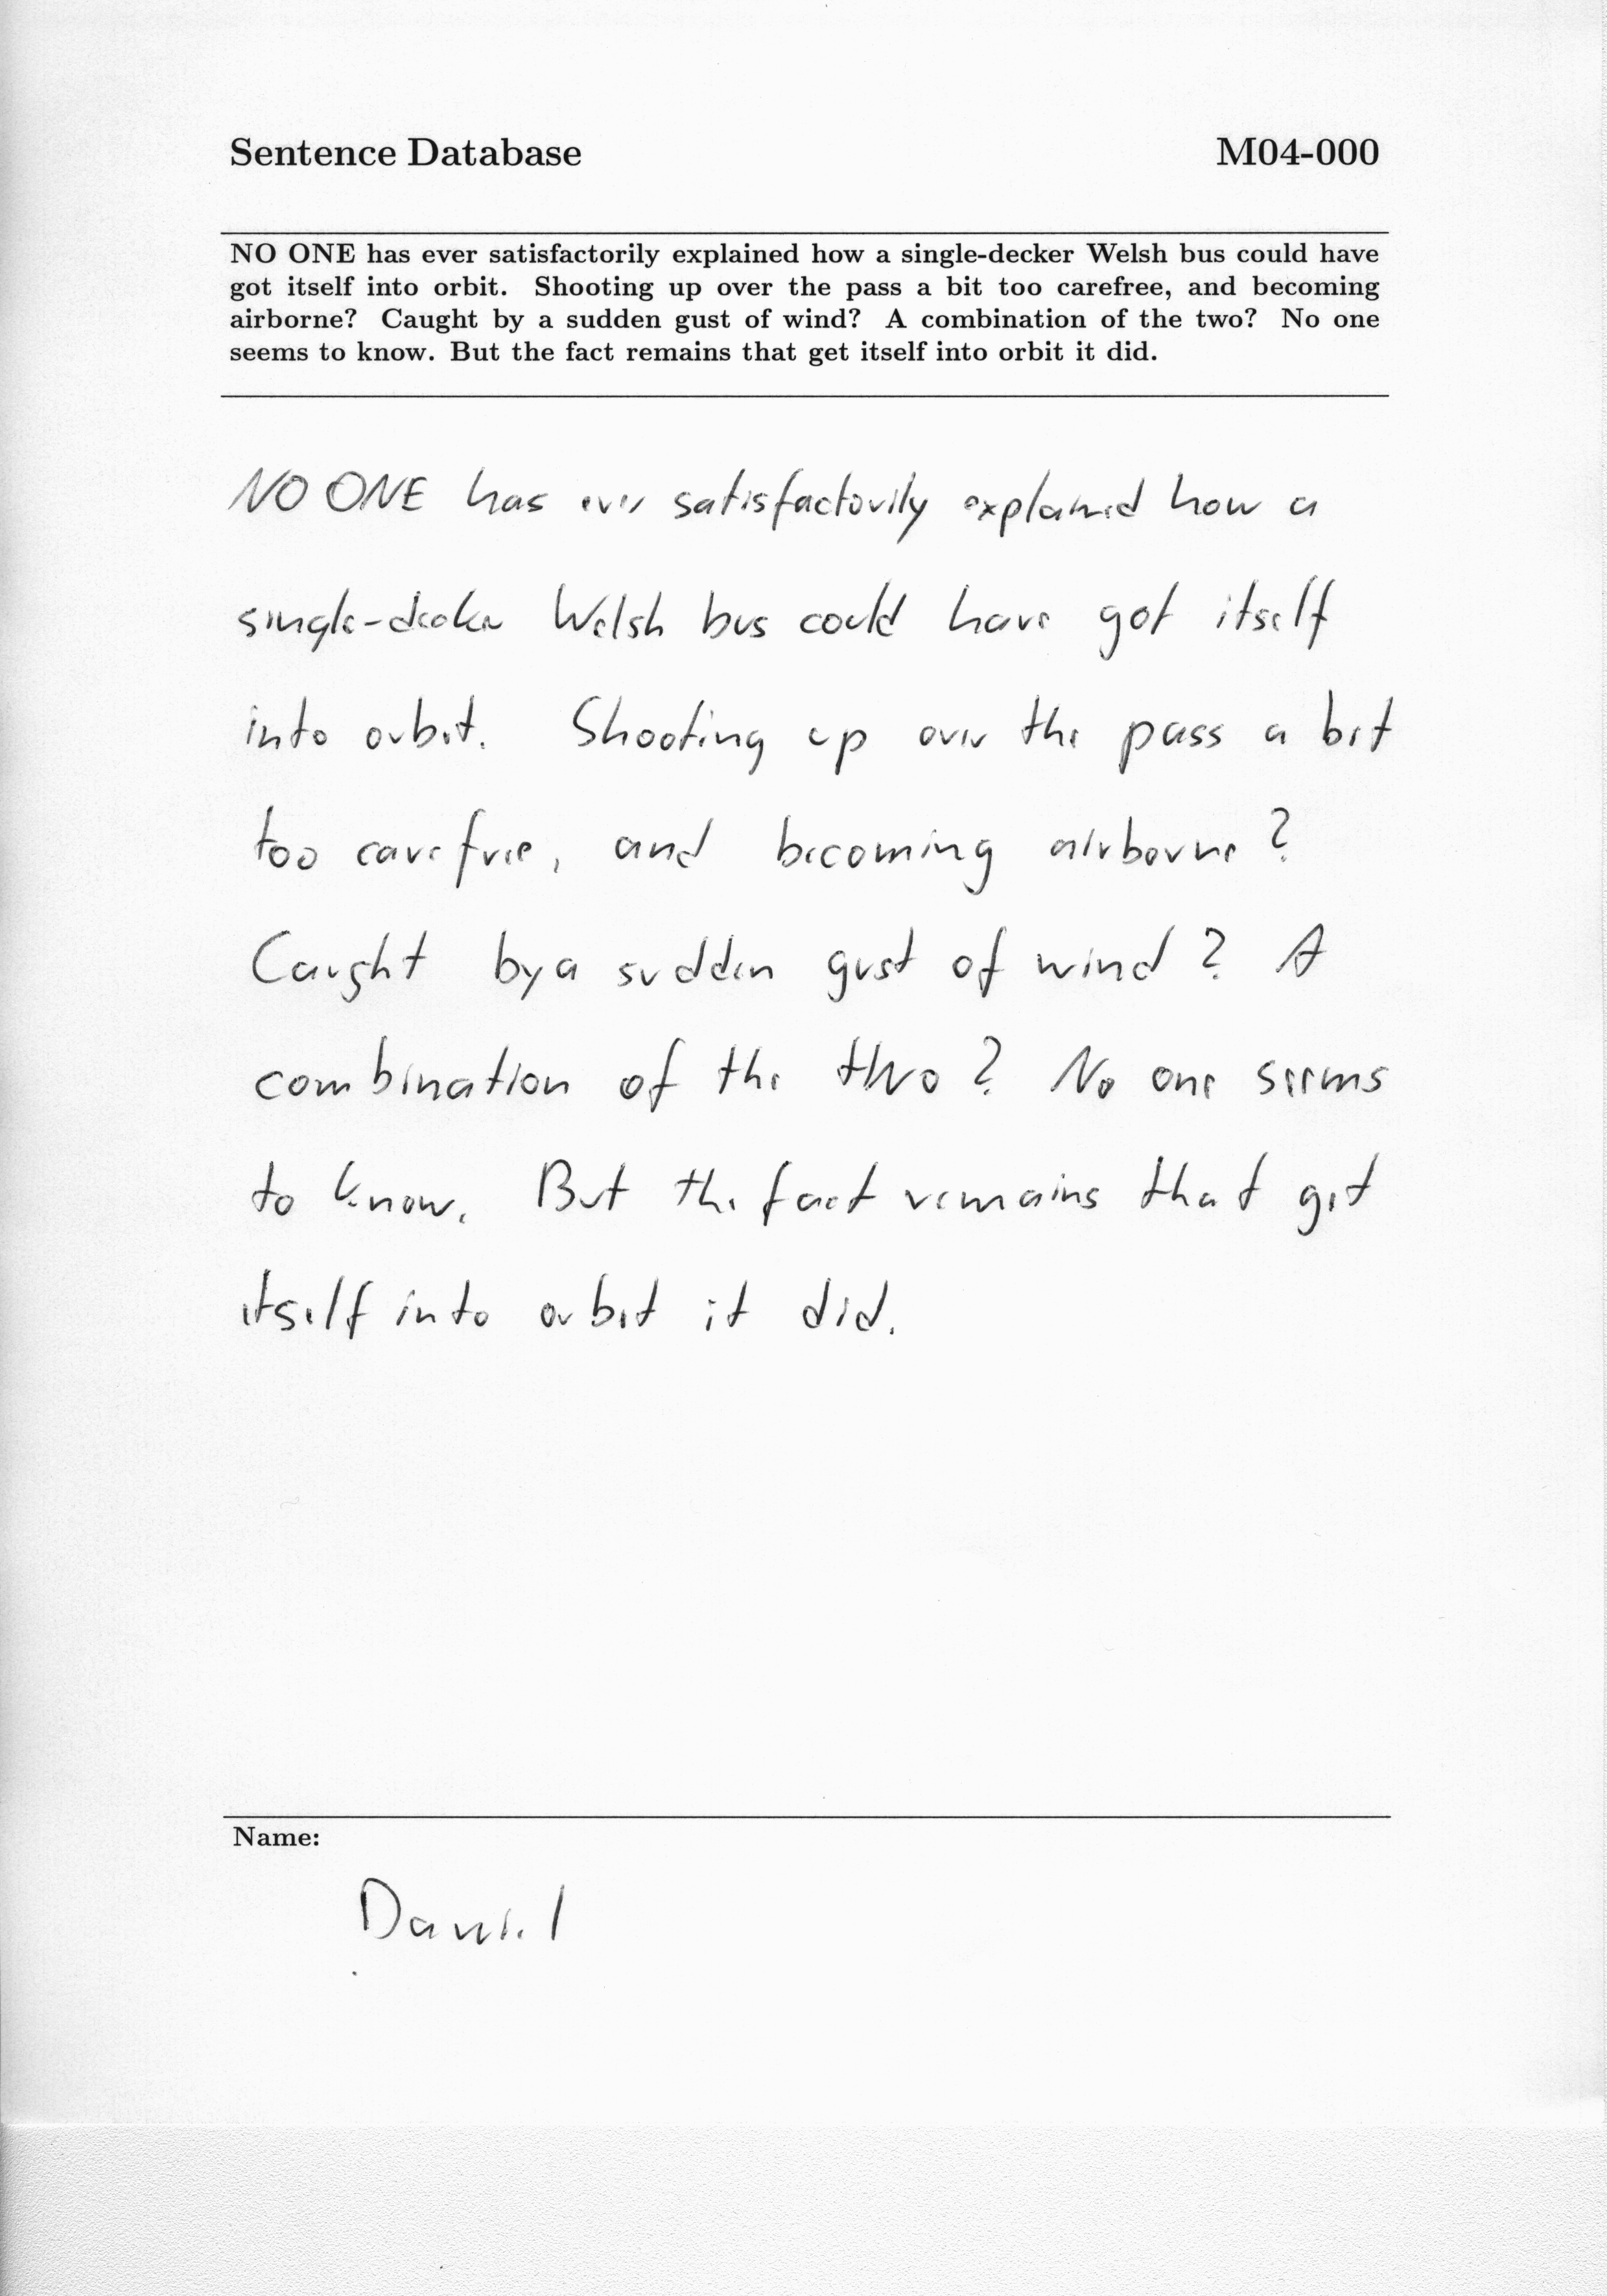 Sentence Database M04-000
NO ONE has ever satisfactorily explained how a single-decker Welsh bus could have
got itself into orbit. Shooting up over the pass a bit too carefree, and becoming
airborne? Caught by a sudden gust of wind? A combination of the two? No one
seems to know. But the fact remains that get itself into orbit it did.
NO ONE has ever satisfactorily explained how a
single-decker Welsh bus could have got itself
into orbit. Shooting up over the pass a bit
too carefree, and becoming airborne?
Caught by a sudden gust of wind? A
combination of the two? No one seems
to know. But the fact remains that get
itself into orbit it did.
Name:
Daniel